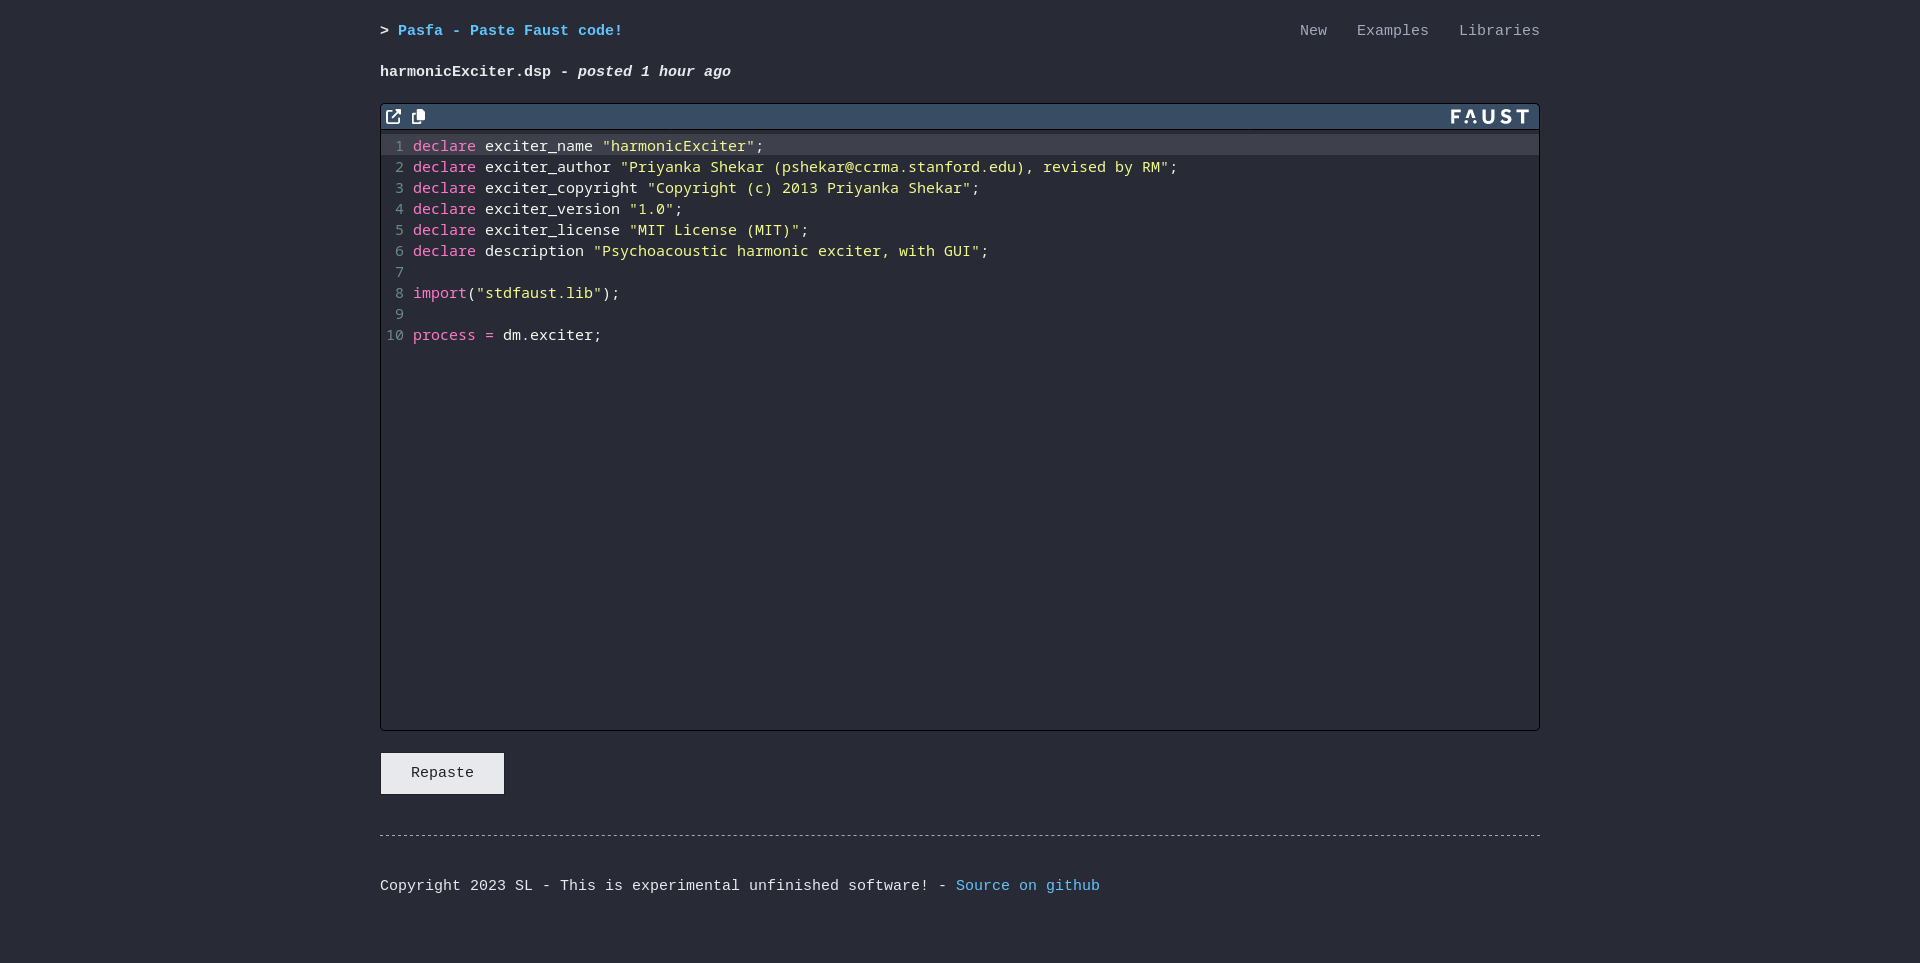 > Pasfa - Paste Faust code!
New Examples Libraries
harmonicExciter.dsp - posted 1 hour ago
FAUST
1 declare exciter_name "harmonicExciter";
2 declare exciter_author "Priyanka Shekar (pshekar@ccrma.stanford.edu), revised by RM";
3 declare exciter_copyright "Copyright (c) 2013 Priyanka Shekar";
4 declare exciter_version "1.0";
5 declare exciter_license "MIT License (MIT)";
6 declare description "Psychoacoustic harmonic exciter, with GUI";
7
8 import("stdfaust.lib");
9
10 process = dm.exciter;
Repaste
Copyright 2023 SL - This is experimental unfinished software! - Source on github